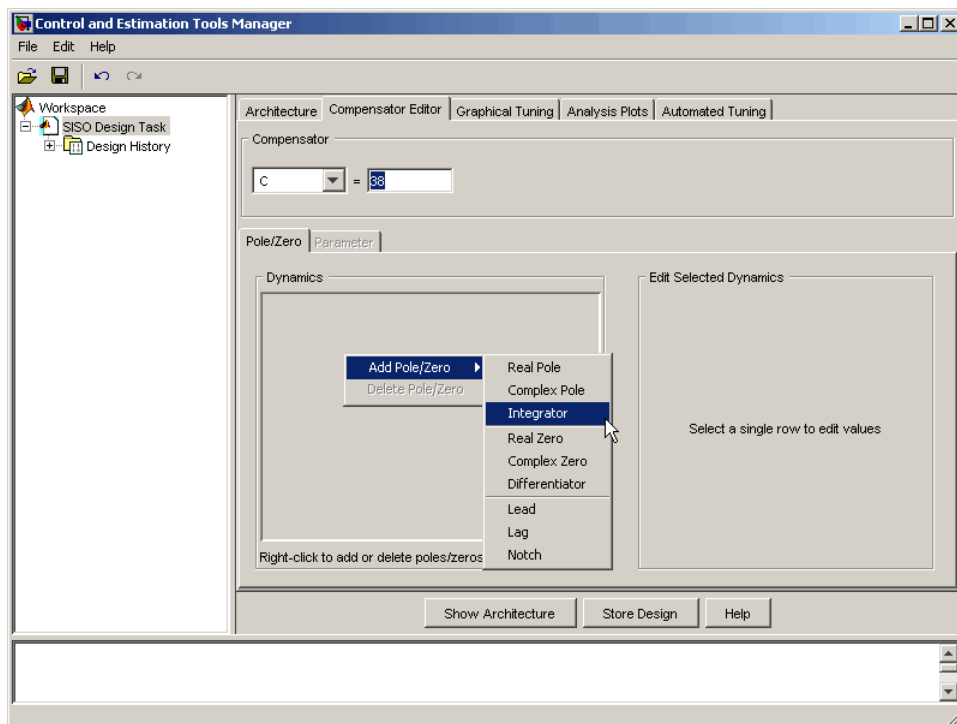 Control and Estimation Tools Manager
File Edit Help
Workspace
SISO Design Task
Design History
Architecture Compensator Editor Graphical Tuning Analysis Plots Automated Tuning
Compensator
C = 38
Pole/Zero Parameter
Dynamics
Edit Selected Dynamics
Add Pole/Zero
Delete Pole/Zero
Real Pole
Complex Pole
Integrator
Real Zero
Complex Zero
Differentiator
Lead
Lag
Notch
Select a single row to edit values
Right-click to add or delete poles/zeros
Show Architecture Store Design Help